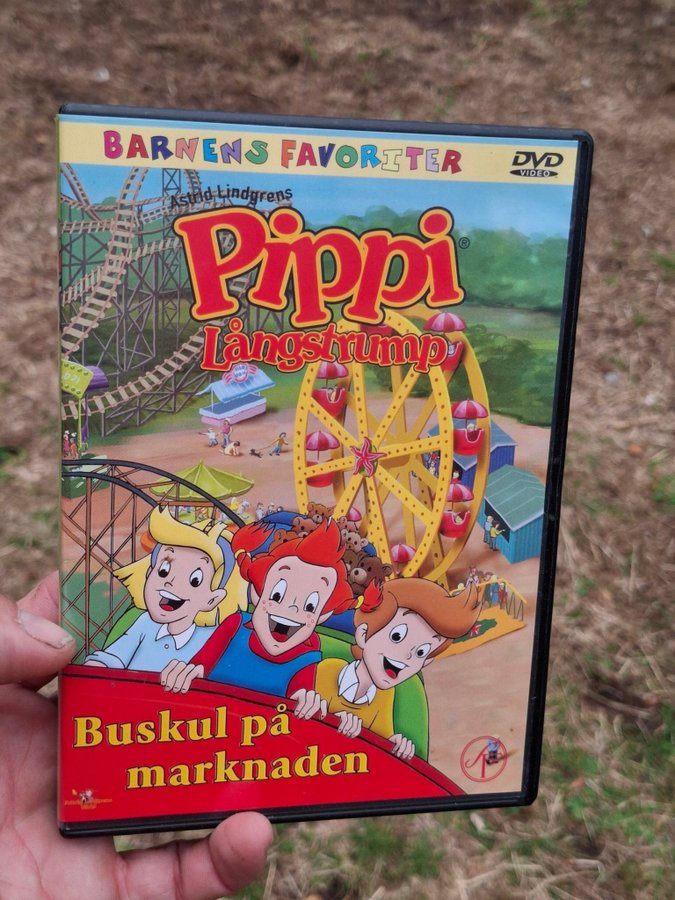 BARNENS FAVORITER
DVD
VIDEO
Astrid Lindgrens
Pippi®
Långstrump
Buskul på
marknaden